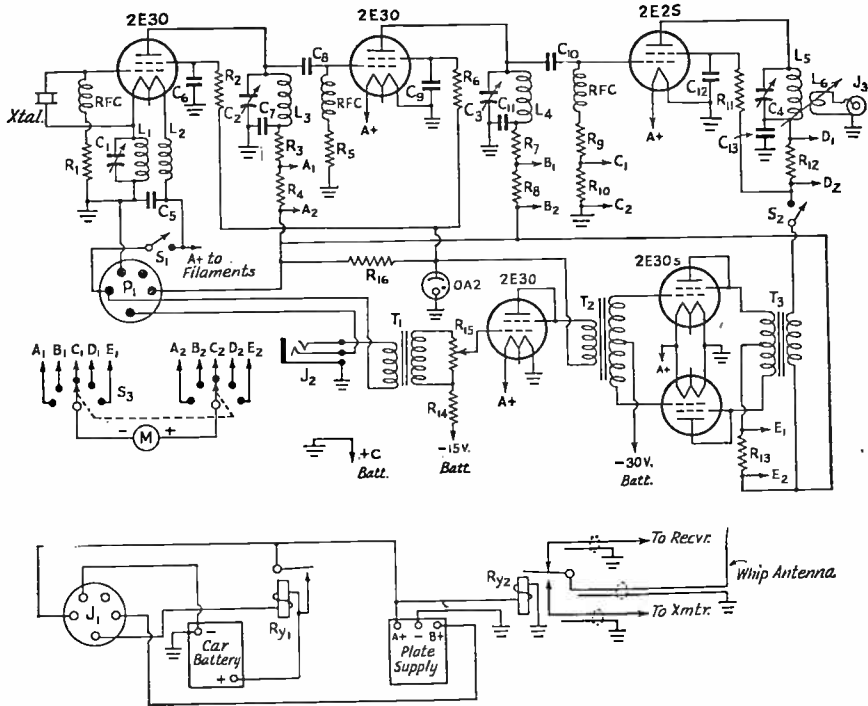 2E30
2E30
2E25
Xtal.
RFC
R1
C1
L1
L2
C5
C6
R2
C2
C7
L3
R3
A1
R4
A2
C8
RFC
R5
C9
A+
R6
C3
C11
L4
R7
B1
R8
B2
C10
RFC
R9
C1
R10
C2
A+
C12
R11
C4
C13
L5
L6
J3
D1
R12
D2
S2
S1
A+ to
Filaments
P1
R16
OA2
2E30
2E30s
T1
R15
R14
-15V.
Batt.
A+
T2
A+
-30V.
Batt.
T3
E1
R13
E2
J2
+C
Batt.
A1 B1 C1 D1 E1
A2 B2 C2 D2 E2
S3
- M +
J1
Car
Battery
-
+
Ry1
A+ - B+
Plate
Supply
Ry2
To Recvr.
Whip Antenna
To Xmtr.